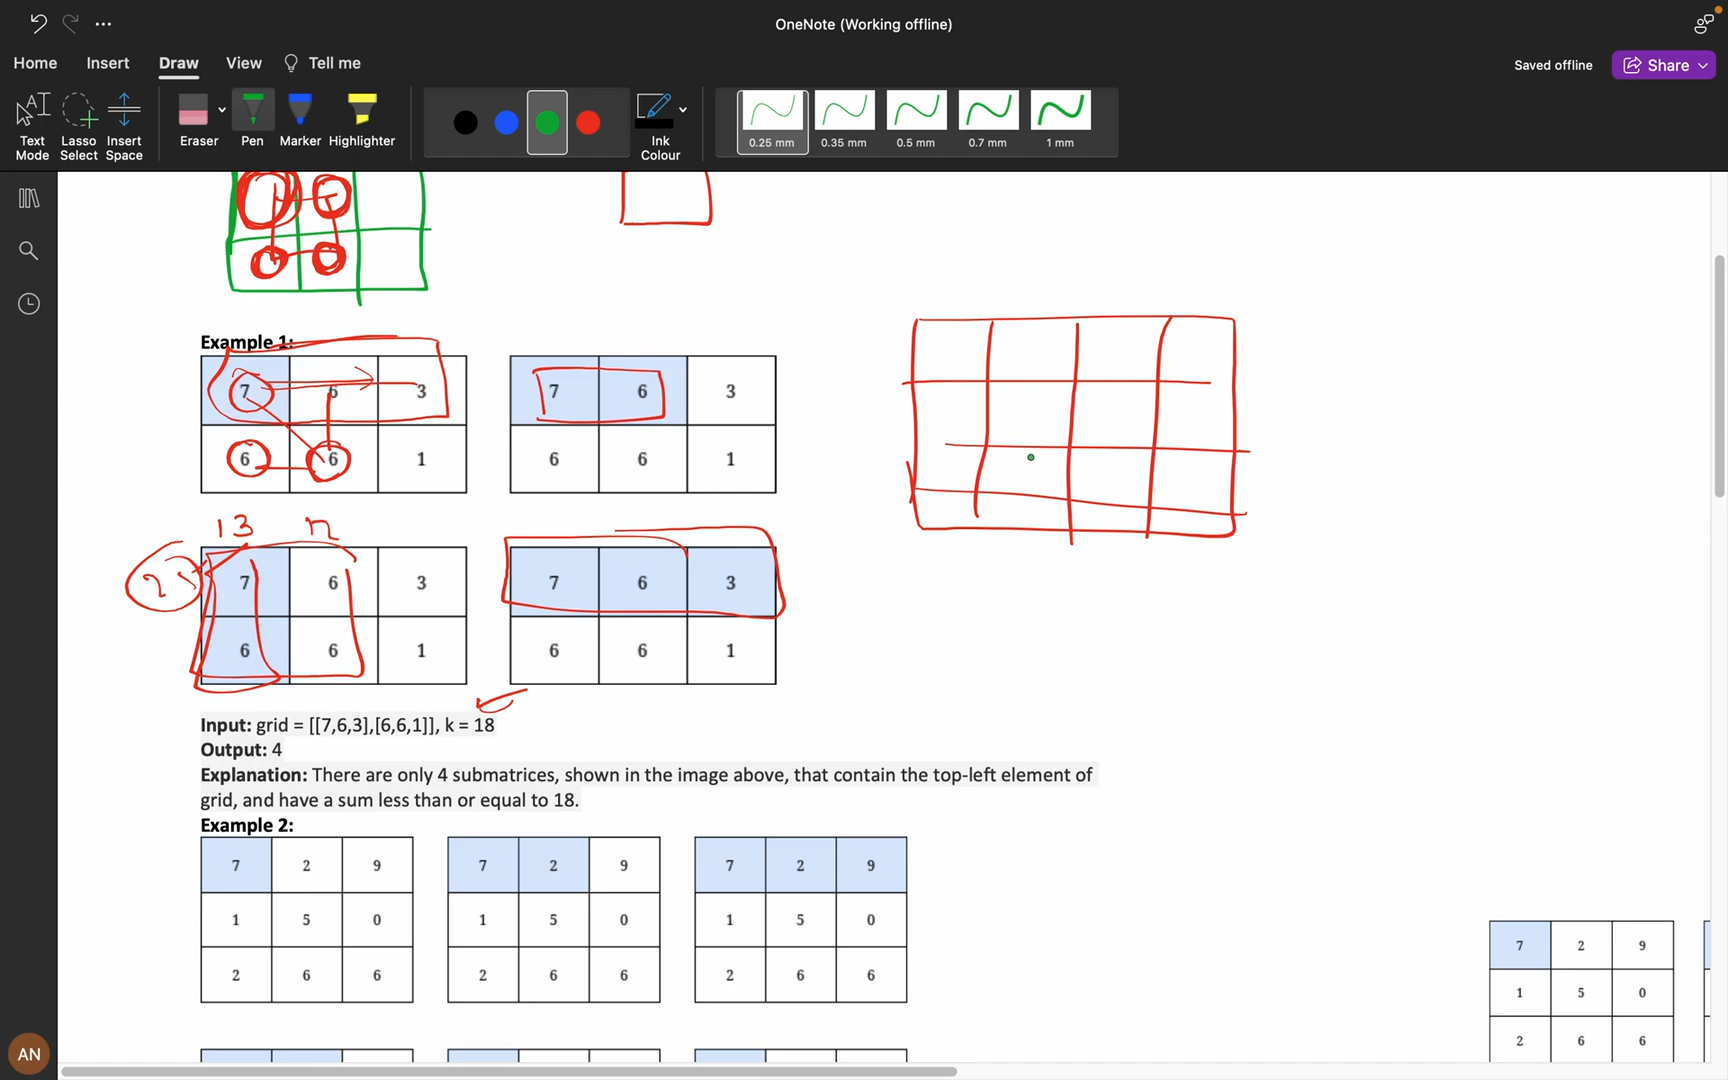 OneNote (Working offline)
Home Insert Draw View Tell me
Saved offline Share
Text Mode
Lasso Select
Insert Space
Eraser
Pen
Marker
Highlighter
Ink Colour
0.25 mm 0.35 mm 0.5 mm 0.7 mm 1 mm
Example 1:
7 6 3
6 6 1
7 6 3
6 6 1
13 12
25
7 6 3
6 6 1
7 6 3
6 6 1
Input: grid = [[7,6,3],[6,6,1]], k = 18
Output: 4
Explanation: There are only 4 submatrices, shown in the image above, that contain the top-left element of
grid, and have a sum less than or equal to 18.
Example 2:
7 2 9
1 5 0
2 6 6
7 2 9
1 5 0
2 6 6
7 2 9
1 5 0
2 6 6
7 2 9
1 5 0
2 6 6
AN